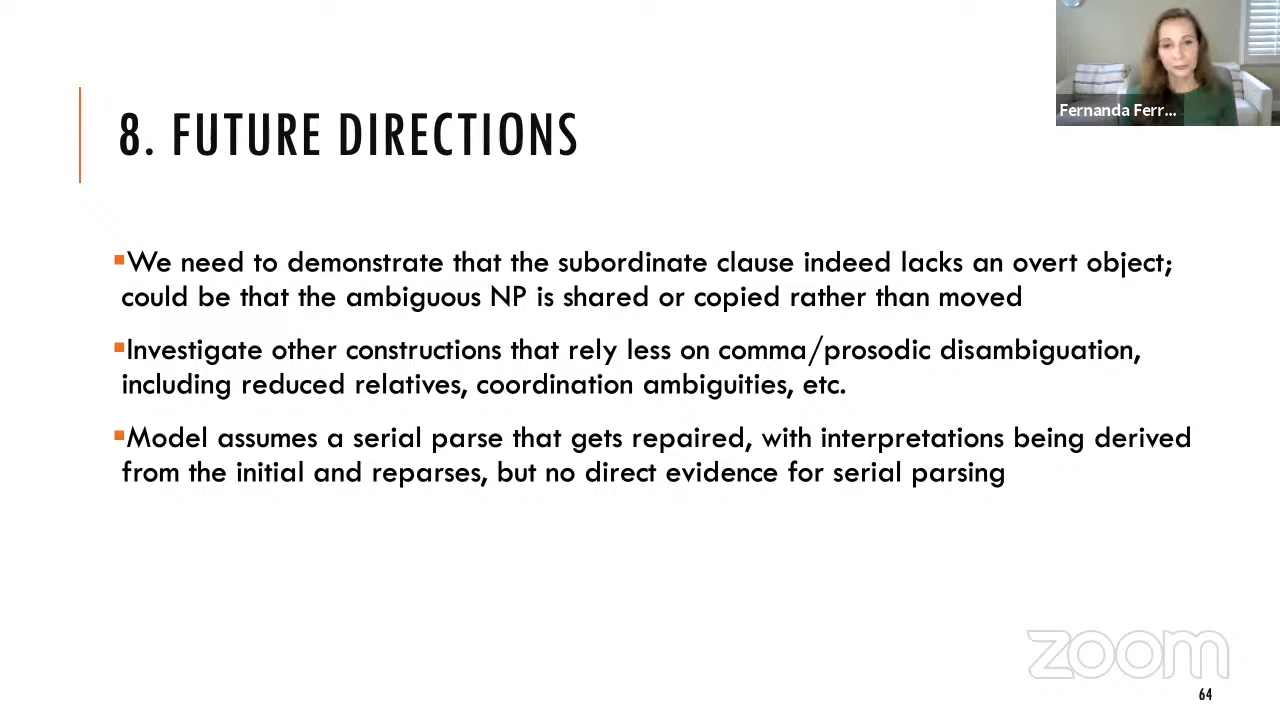 Fernanda Ferr...
8. FUTURE DIRECTIONS
▪We need to demonstrate that the subordinate clause indeed lacks an overt object;
could be that the ambiguous NP is shared or copied rather than moved
▪Investigate other constructions that rely less on comma/prosodic disambiguation,
including reduced relatives, coordination ambiguities, etc.
▪Model assumes a serial parse that gets repaired, with interpretations being derived
from the initial and reparses, but no direct evidence for serial parsing
zoom
64